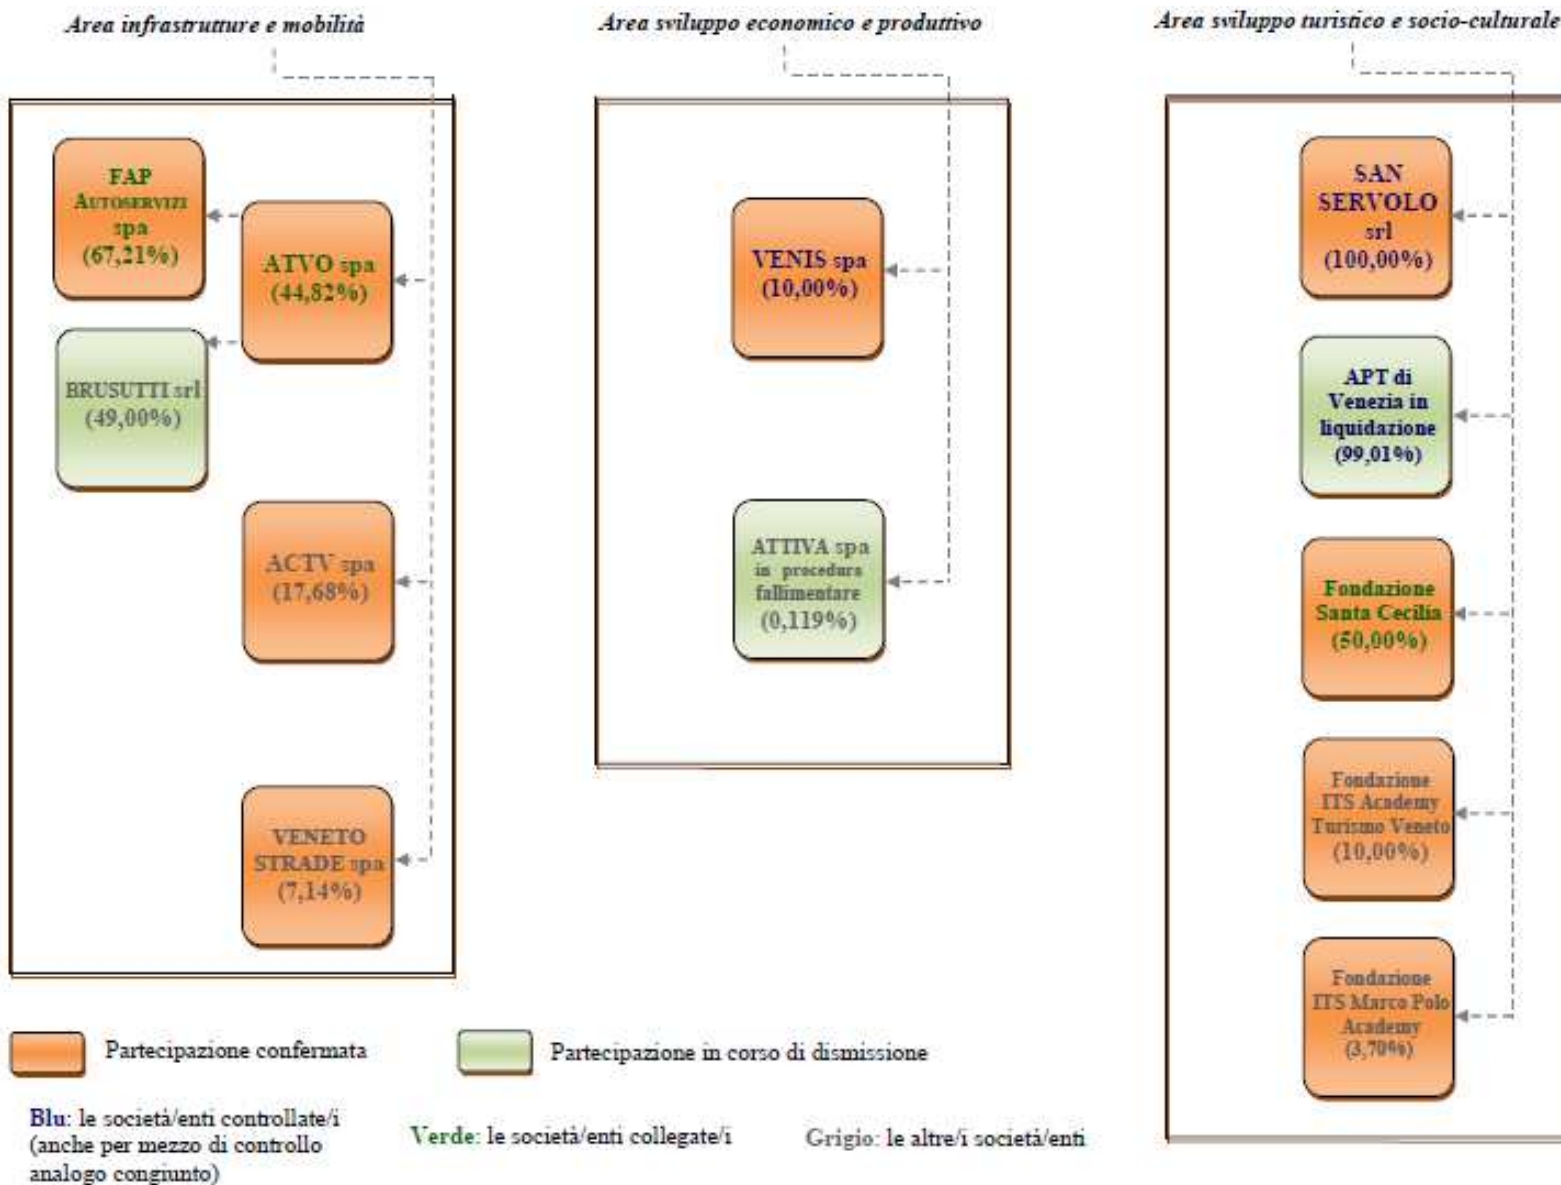 Area infrastrutture e mobilità
FAP
AUTOSERVIZI
spa
(67,21%)
ATVO spa
(44,82%)
BRUSUTTI srl
(49,00%)
ACTV spa
(17,68%)
VENETO
STRADE spa
(7,14%)
Area sviluppo economico e produttivo
VENIS spa
(10,00%)
ATTIVA spa
in procedura
fallimentare
(0,119%)
Area sviluppo turistico e socio-culturale
SAN
SERVOLO
srl
(100,00%)
APT di
Venezia in
liquidazione
(99,01%)
Fondazione
Santa Cecilia
(50,00%)
Fondazione
ITS Academy
Turismo Veneto
(10,00%)
Fondazione
ITS Marco Polo
Academy
(3,70%)
Partecipazione confermata
Partecipazione in corso di dismissione
Blu: le società/enti controllate/i
(anche per mezzo di controllo
analogo congiunto)
Verde: le società/enti collegate/i
Grigio: le altre/i società/enti